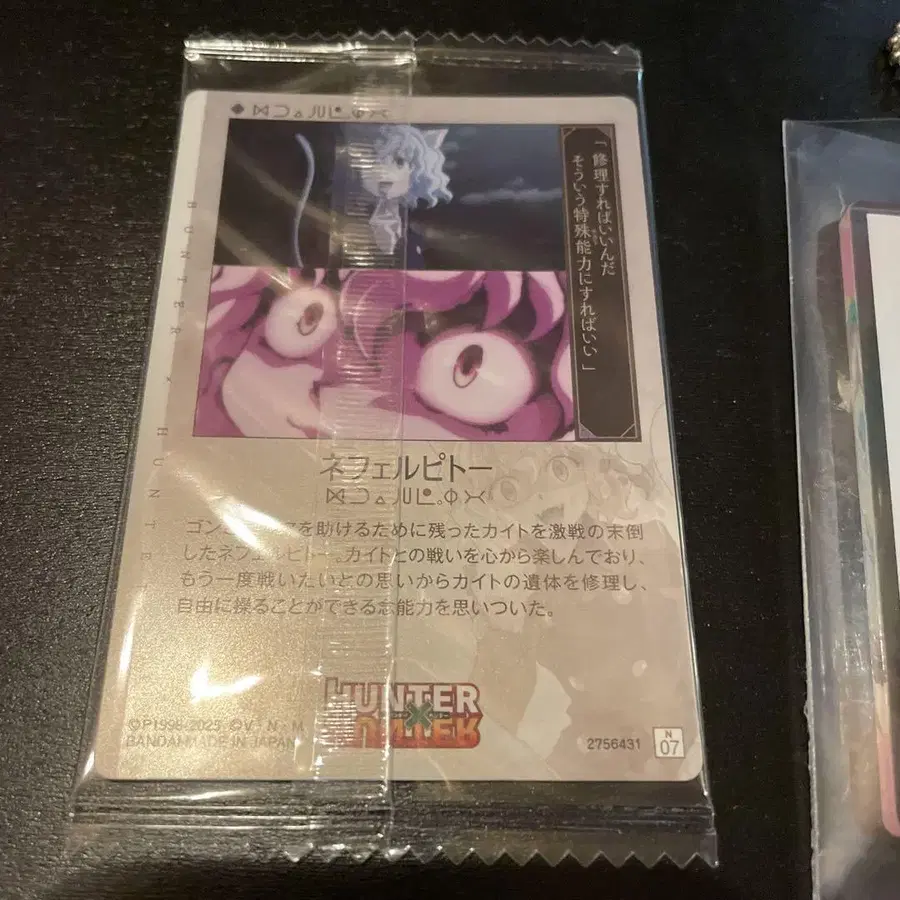 「修理すればいいんだ
そういう特殊能力にすればいい」
HUNTER × HUNTER
ネフェルピトー
ゴンと を助けるために残ったカイトを激戦の末倒
したネフェルピトー。カイトとの戦いを心から楽しんでおり、
もう一度戦いたいとの思いからカイトの遺体を修理し、
自由に操ることができる念能力を思いついた。
HUNTER
×
HUNTER
©P1998-2025 ©V・N・M
BANDAI MADE IN JAPAN
2756431
N
07